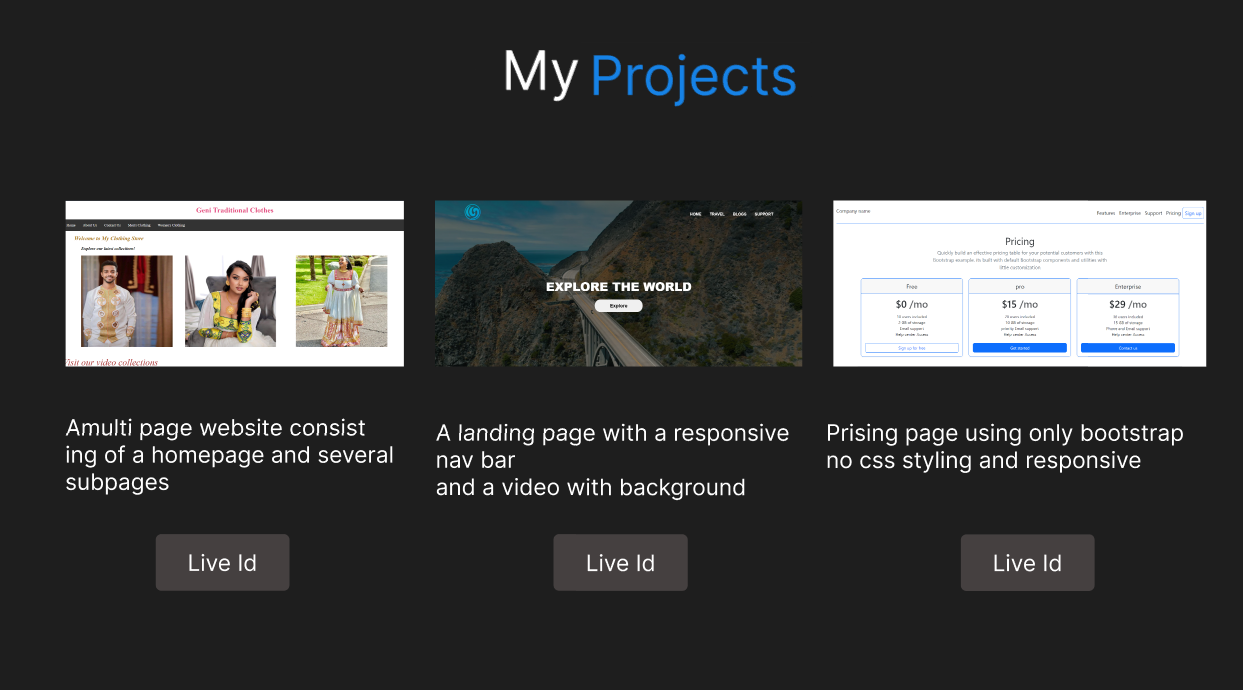 My Projects
Geni Traditional Clothes
Home About Us Contact Us Men's Clothing Women's Clothing
Welcome to My Clothing Store
Explore our latest collections!
Visit our video collections
HOME TRAVEL BLOGS SUPPORT
EXPLORE THE WORLD
Explore
Company name
Features Enterprise Support Pricing Sign up
Pricing
Quickly build an effective pricing table for your potential customers with this
Bootstrap example. Its built with default Bootstrap components and utilities with
little customization
Free
$0 /mo
10 users included
2 GB of storage
Email support
Help center Access
Sign up for free
pro
$15 /mo
20 users included
10 GB of storage
priority Email support
Help center Access
Get started
Enterprise
$29 /mo
30 users included
15 GB of storage
Phone and Email support
Help center Access
Contact us
Amulti page website consist
ing of a homepage and several
subpages
A landing page with a responsive
nav bar
and a video with background
Prising page using only bootstrap
no css styling and responsive
Live Id
Live Id
Live Id